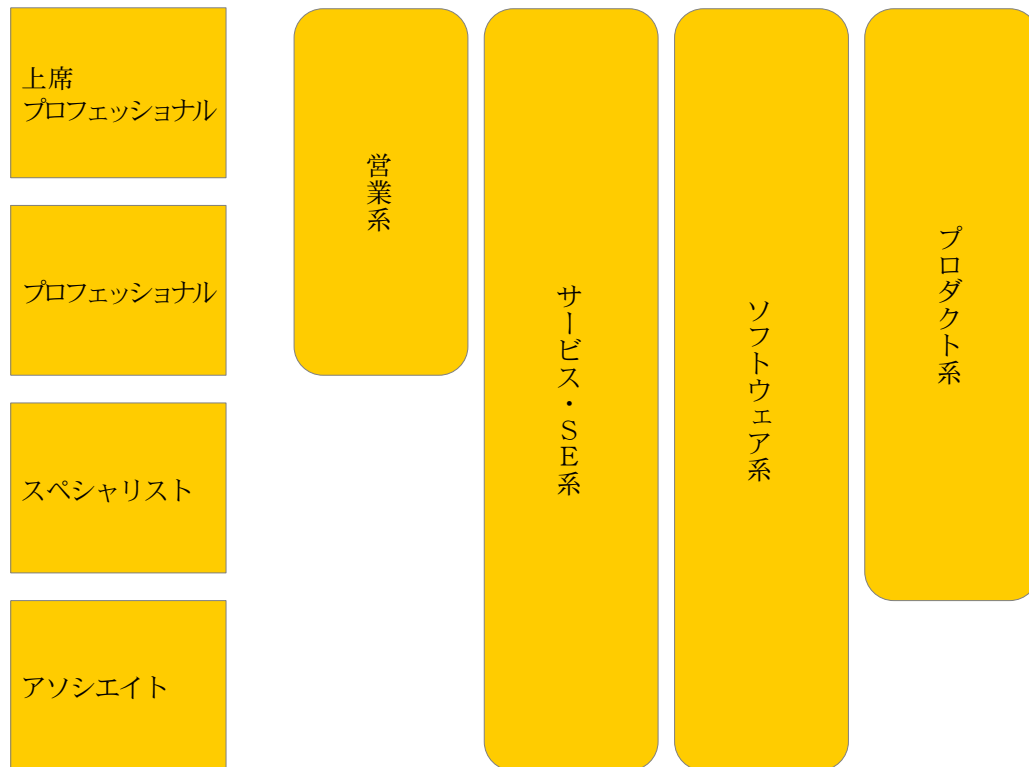 上席
プロフェッショナル
プロフェッショナル
スペシャリスト
アソシエイト
営業系
サービス・ＳＥ系
ソフトウェア系
プロダクト系